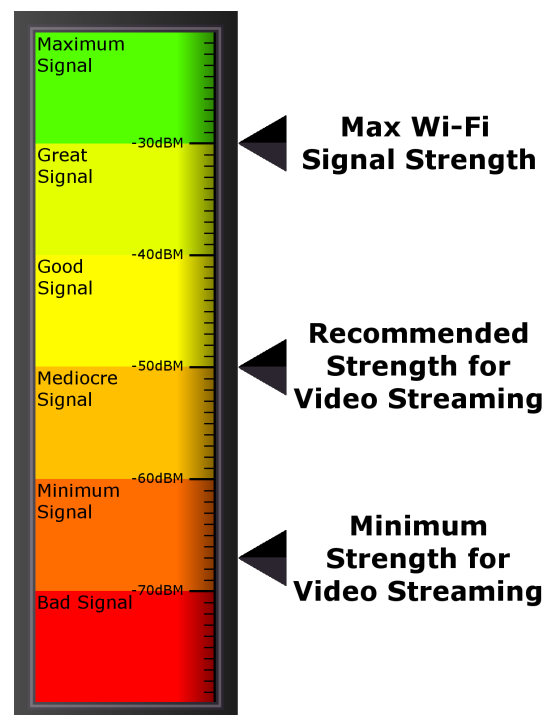 Maximum
Signal
-30dBM
Max Wi-Fi
Signal Strength
Great
Signal
-40dBM
Good
Signal
-50dBM
Recommended
Strength for
Video Streaming
Mediocre
Signal
-60dBM
Minimum
Signal
Minimum
Strength for
Video Streaming
-70dBM
Bad Signal